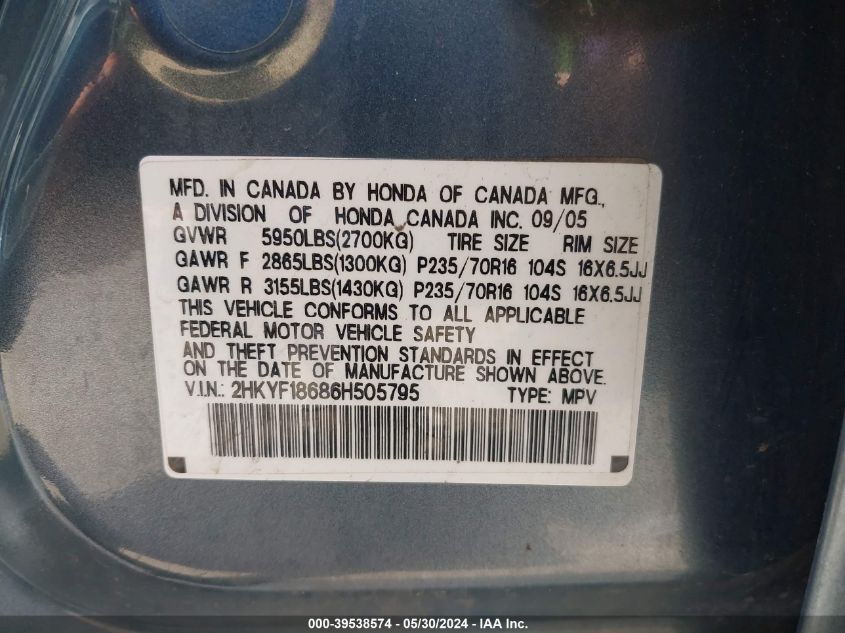 MFD. IN CANADA BY HONDA OF CANADA MFG.,
A DIVISION OF HONDA CANADA INC. 09/05
GVWR 5950LBS(2700KG) TIRE SIZE RIM SIZE
GAWR F 2865LBS(1300KG) P235/70R16 104S 16X6.5JJ
GAWR R 3155LBS(1430KG) P235/70R16 104S 16X6.5JJ
THIS VEHICLE CONFORMS TO ALL APPLICABLE
FEDERAL MOTOR VEHICLE SAFETY
AND THEFT PREVENTION STANDARDS IN EFFECT
ON THE DATE OF MANUFACTURE SHOWN ABOVE.
V.I.N.: 2HKYF18686H505795 TYPE: MPV
000-39538574 / 05/30/2024 - IAA Inc.